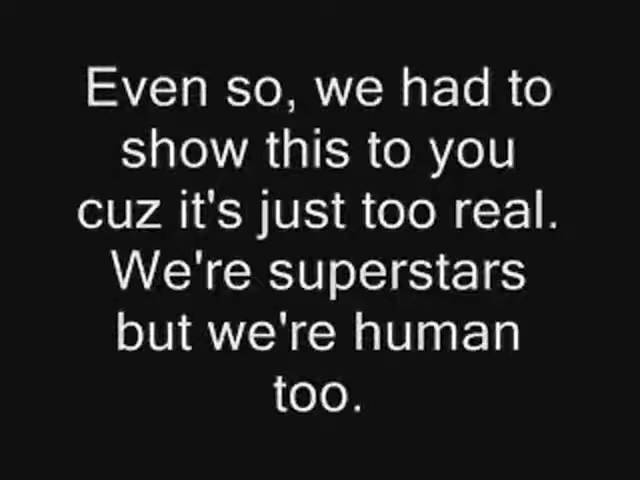 Even so, we had to
show this to you
cuz it's just too real.
We're superstars
but we're human
too.